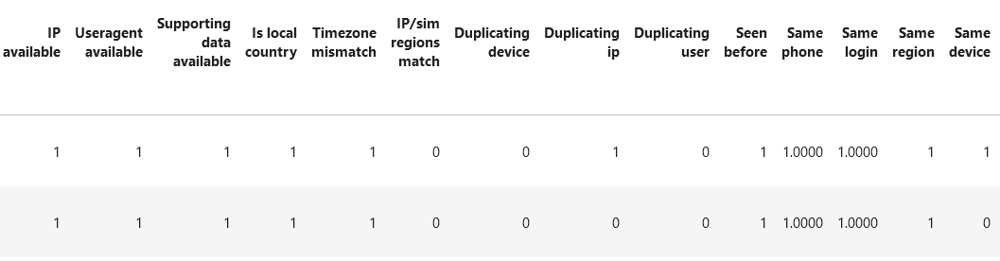 IP available Useragent available Supporting data available Is local country Timezone mismatch IP/sim regions match Duplicating device Duplicating ip Duplicating user Seen before Same phone Same login Same region Same device
1 1 1 1 1 0 0 1 0 1 1.0000 1.0000 1 1
1 1 1 1 1 0 0 0 0 1 1.0000 1.0000 1 0